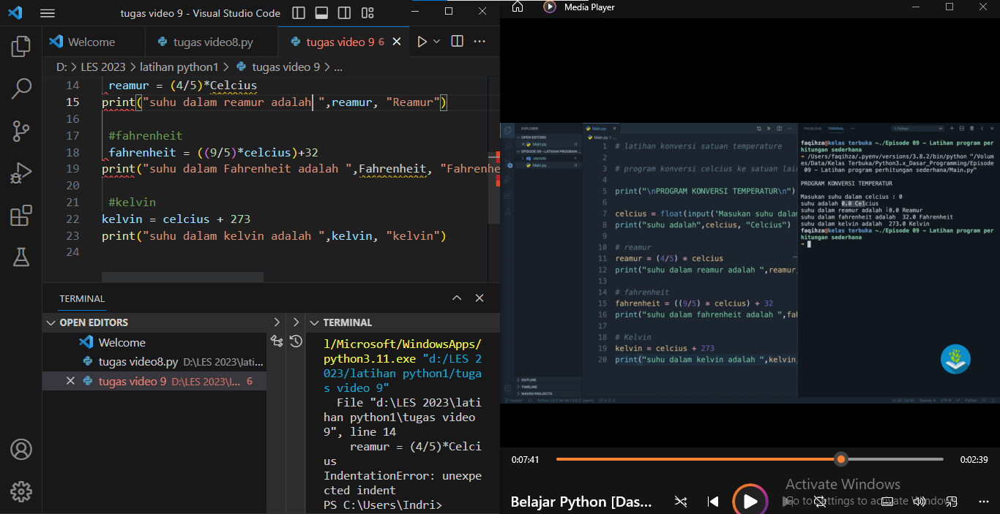 tugas video 9 - Visual Studio Code
Welcome
tugas video8.py
tugas video 9 6
D: > LES 2023 > latihan python1 > tugas video 9 > ...
14 reamur = (4/5)*Celcius
15 print("suhu dalam reamur adalah ",reamur, "Reamur")
16
17 #fahrenheit
18 fahrenheit = ((9/5)*celcius)+32
19 print("suhu dalam Fahrenheit adalah ",Fahrenheit, "Fahrenhe
20
21 #kelvin
22 kelvin = celcius + 273
23 print("suhu dalam kelvin adalah ",kelvin, "kelvin")
24
TERMINAL
OPEN EDITORS
Welcome
tugas video8.py D:\LES 2023\lati...
tugas video 9 D:\LES 2023\l... 6
TERMINAL
l/Microsoft/WindowsApps/
python3.11.exe "d:/LES 2
023/latihan python1/tuga
s video 9"
File "d:\LES 2023\lati
han python1\tugas video
9", line 14
reamur = (4/5)*Celci
us
IndentationError: unexpe
cted indent
PS C:\Users\Indri>
Media Player
EXPLORER
OPEN EDITORS
Main.py U
EPISODE 09 - LATIHAN PROGRAM ...
.vscode
Main.py U
OUTLINE
TIMELINE
MAVEN PROJECTS
Main.py
Main.py > ...
1 # latihan konversi satuan temperature
2
3 # program konversi celcius ke satuan lai
4
5 print("\nPROGRAM KONVERSI TEMPERATUR\n")
6
7 celcius = float(input('Masukan suhu dalam
8 print("suhu adalah",celcius, "Celcius")
9
10 # reamur
11 reamur = (4/5) * celcius
12 print("suhu dalam reamur adalah ",reamur,
13
14 # fahrenheit
15 fahrenheit = ((9/5) * celcius) + 32
16 print("suhu dalam fahrenheit adalah ",fah
17
18 # Kelvin
19 kelvin = celcius + 273
20 print("suhu dalam kelvin adalah ",kelvin,
PROBLEMS TERMINAL ... 1: Python
faqihza@kelas terbuka ~./Episode 09 - Latihan program per
hitungan sederhana
/Users/faqihza/.pyenv/versions/3.8.2/bin/python "/Volum
es/Data/Kelas Terbuka/Python3.x_Dasar_Programming/Episode
09 - Latihan program perhitungan sederhana/Main.py"
PROGRAM KONVERSI TEMPERATUR
Masukan suhu dalam celcius : 0
suhu adalah 0.0 Celcius
suhu dalam reamur adalah 0.0 Reamur
suhu dalam fahrenheit adalah 32.0 Fahrenheit
suhu dalam kelvin adalah 273.0 Kelvin
faqihza@kelas terbuka ~./Episode 09 - Latihan program per
hitungan sederhana
0:07:41
0:02:39
Activate Windows
Go to Settings to activate Windows.
Belajar Python [Das...